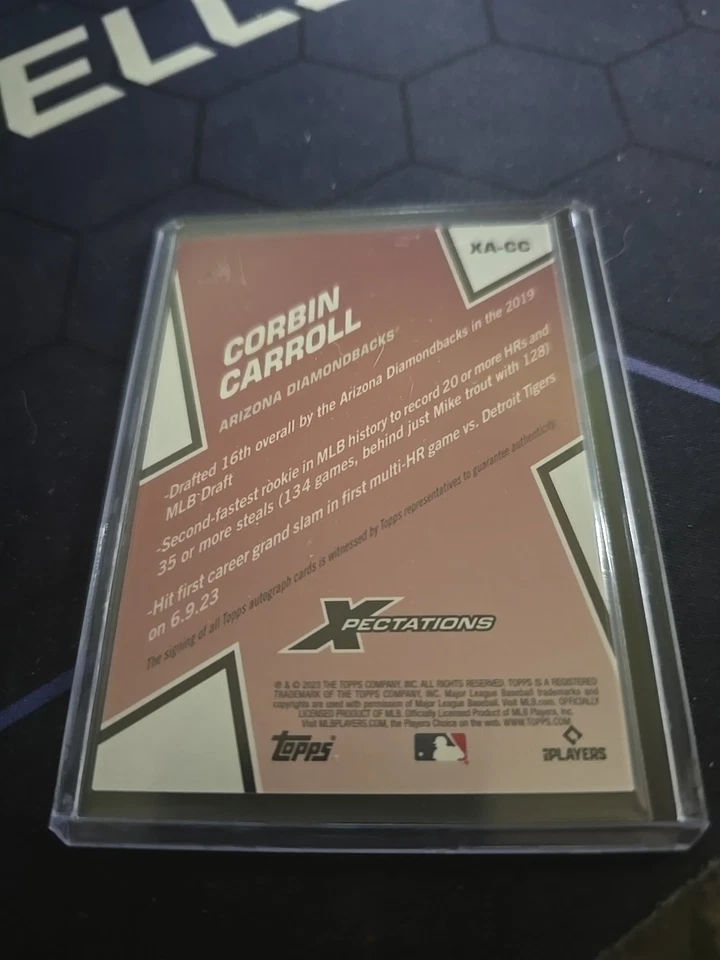 ELL
XA-CC
CORBIN
CARROLL
ARIZONA DIAMONDBACKS®
-Drafted 16th overall by the Arizona Diamondbacks in the 2019
MLB® Draft
-Second-fastest rookie in MLB history to record 20 or more HRs and
35 or more steals (134 games, behind just Mike trout with 128)
-Hit first career grand slam in first multi-HR game vs. Detroit Tigers
on 6.9.23
The signing of all Topps autograph cards is witnessed by Topps representatives to guarantee authenticity.
XPECTATIONS
® & © 2023 THE TOPPS COMPANY, INC. ALL RIGHTS RESERVED. TOPPS IS A REGISTERED
TRADEMARK OF THE TOPPS COMPANY, INC. Major League Baseball trademarks and
copyrights are used with permission of Major League Baseball. Visit MLB.com. OFFICIALLY
LICENSED PRODUCT OF MLB. Officially Licensed Product of MLB Players, Inc.
Visit MLBPLAYERS.COM, the Players Choice on the web. WWW.TOPPS.COM
topps®
MLB PLAYERS